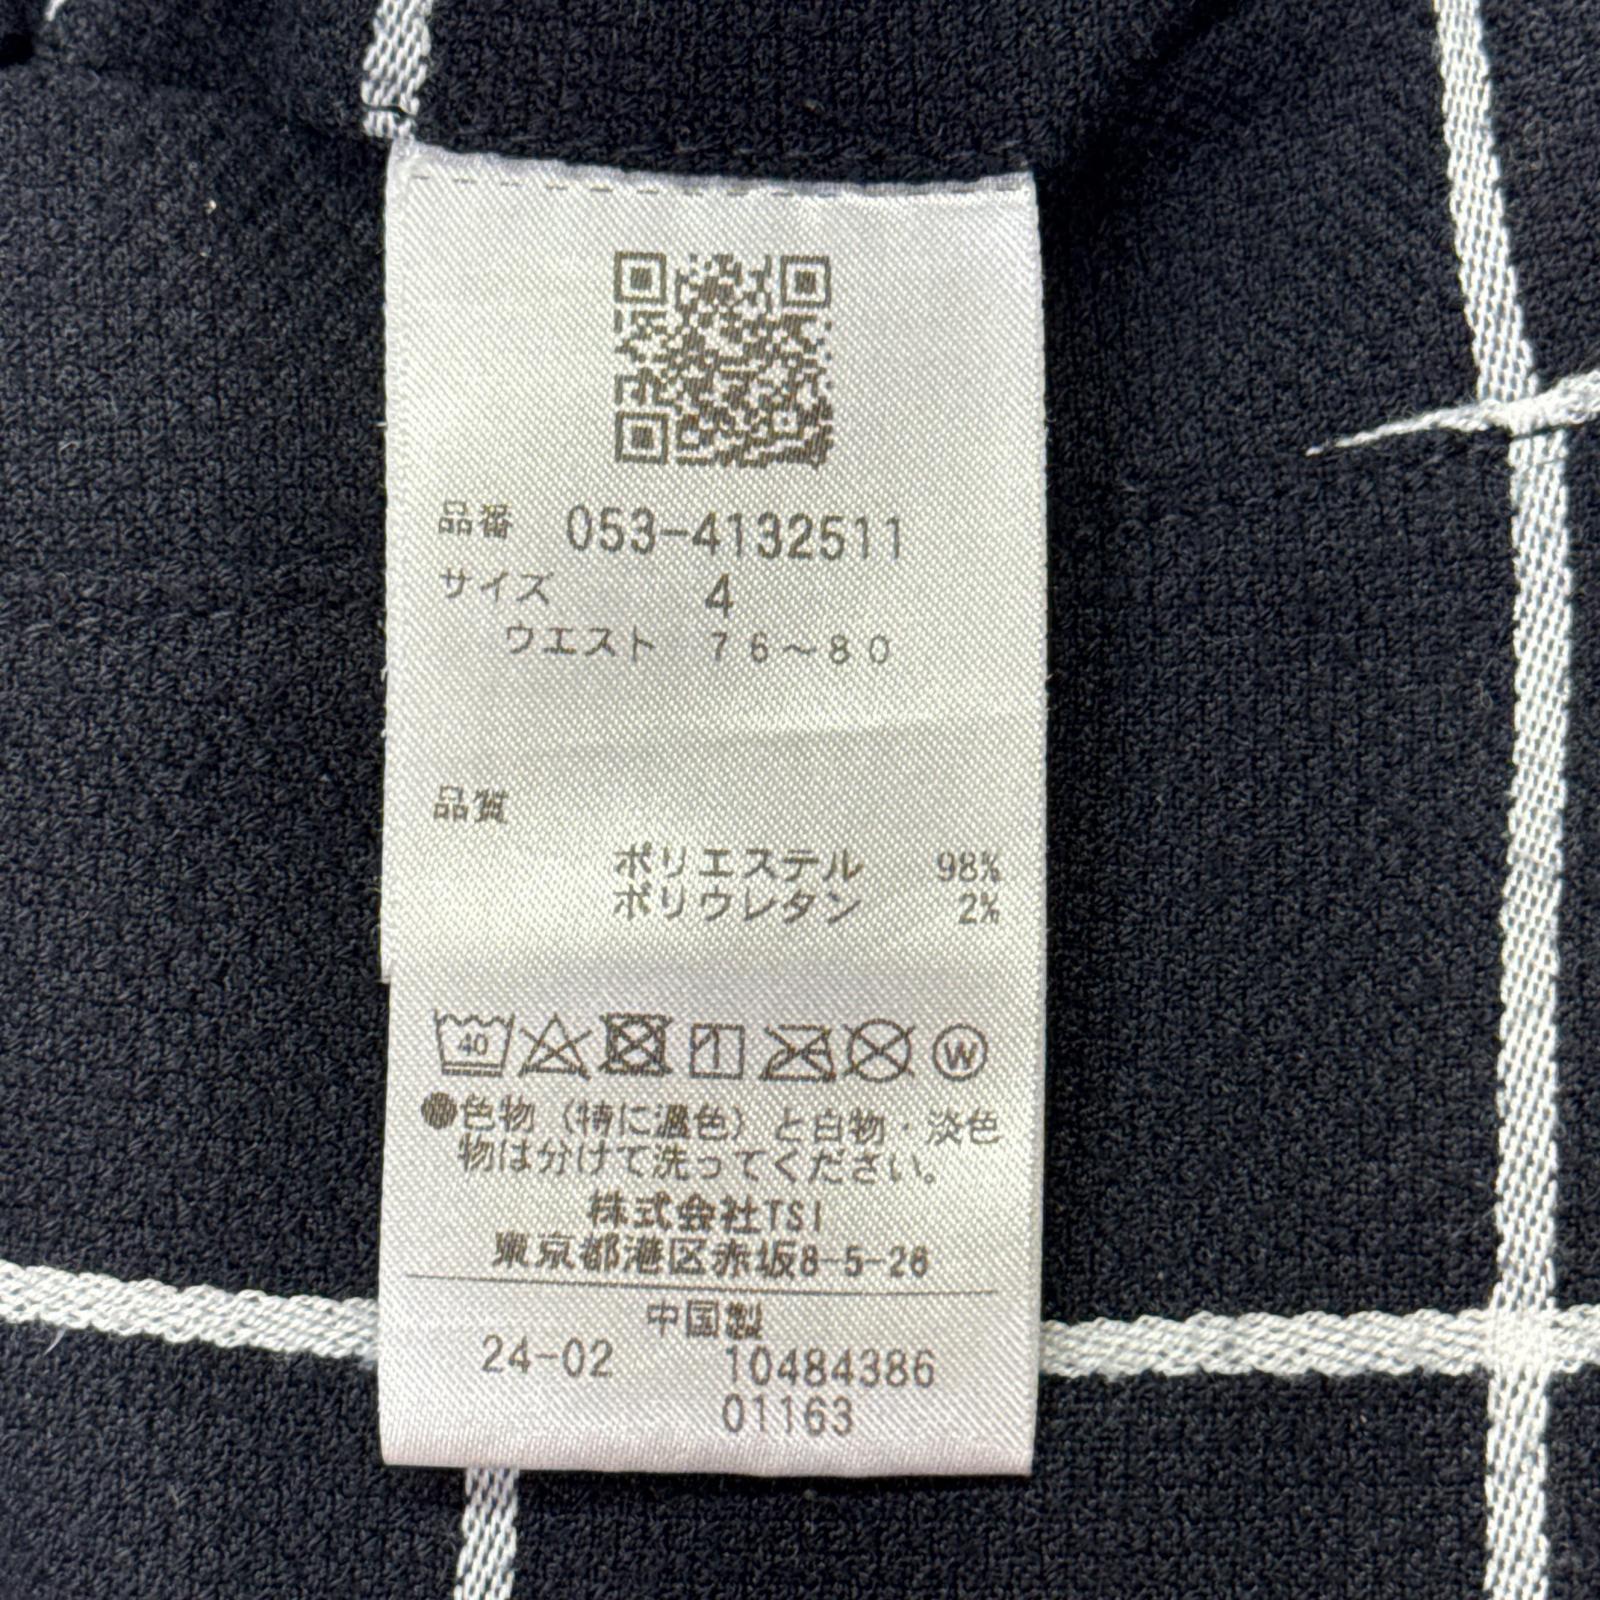 品番 053-4132511
サイズ 4
ウエスト 76~80
品質
ポリエステル 98%
ポリウレタン 2%
40 W
●色物（特に濃色）と白物・淡色
物は分けて洗ってください。
株式会社TSI
東京都港区赤坂8-5-26
中国製
24-02 10484386
01163